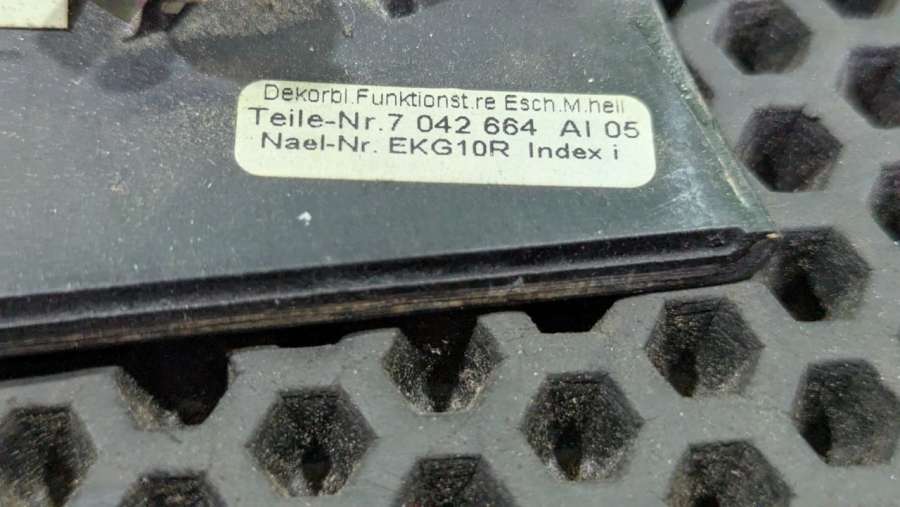 Dekorbl.Funktionst.re Esch.M.hell
Teile-Nr.7 042 664 AI 05
Nael-Nr. EKG10R Index i